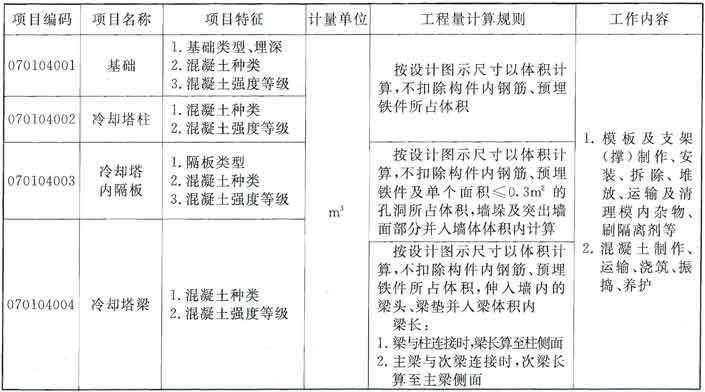 项目编码 项目名称 项目特征 计量单位 工程量计算规则 工作内容
070104001
基础
1.基础类型、埋深
2.混凝土种类
3.混凝土强度等级
070104002
冷却塔柱
1.混凝土种类
2.混凝土强度等级
070104003
冷却塔
内隔板
1.隔板类型
2.混凝土种类
3.混凝土强度等级
070104004
冷却塔梁
1.混凝土种类
2.混凝土强度等级
m³
按设计图示尺寸以体积计
算,不扣除构件内钢筋、预埋
铁件所占体积
按设计图示尺寸以体积计
算,不扣除构件内钢筋、预埋
铁件及单个面积≤0.3m²的
孔洞所占体积,墙垛及突出墙
面部分并入墙体体积内计算
按设计图示尺寸以体积计
算,不扣除构件内钢筋、预埋
铁件所占体积,伸入墙内的
梁头、梁垫并入梁体积内
梁长:
1.梁与柱连接时,梁长算至柱侧面
2.主梁与次梁连接时,次梁长
算至主梁侧面
1.模板及支架
(撑)制作、安
装、拆除、堆
放、运输及清
理模内杂物、
刷隔离剂等
2.混凝土制作、
运输、浇筑、振
捣、养护